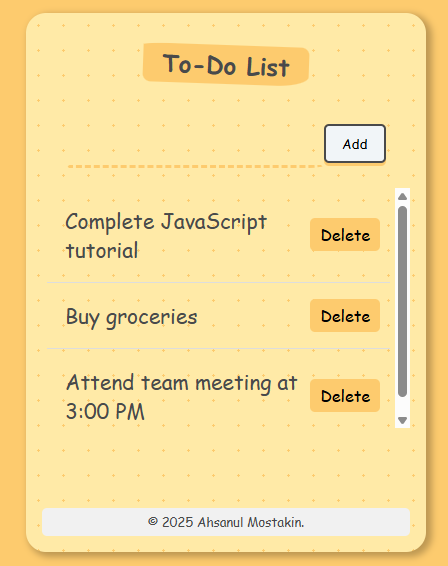 To-Do List
Add
Complete JavaScript
tutorial
Delete
Buy groceries
Delete
Attend team meeting at
3:00 PM
Delete
© 2025 Ahsanul Mostakin.